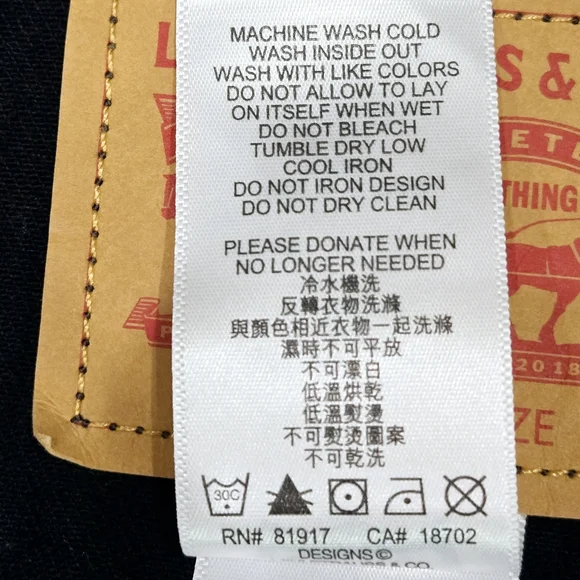 MACHINE WASH COLD
WASH INSIDE OUT
WASH WITH LIKE COLORS
DO NOT ALLOW TO LAY
ON ITSELF WHEN WET
DO NOT BLEACH
TUMBLE DRY LOW
COOL IRON
DO NOT IRON DESIGN
DO NOT DRY CLEAN
PLEASE DONATE WHEN
NO LONGER NEEDED
冷水機洗
反轉衣物洗滌
與顏色相近衣物一起洗滌
濕時不可平放
不可漂白
低溫烘乾
低溫熨燙
不可熨燙圖案
不可乾洗
30C
RN# 81917 CA# 18702
DESIGNS ©
& CO
L
S &
THING
2018
ZE